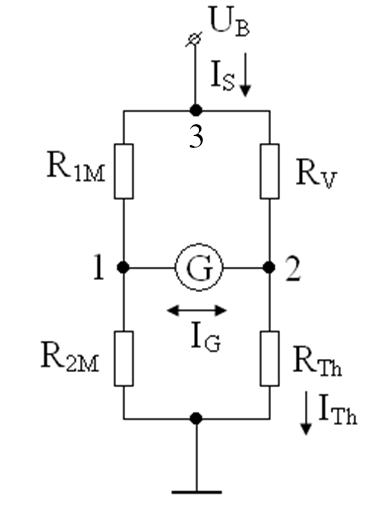 U_B
I_S
3
R_1M
R_V
1
G
2
I_G
R_2M
R_Th
I_Th